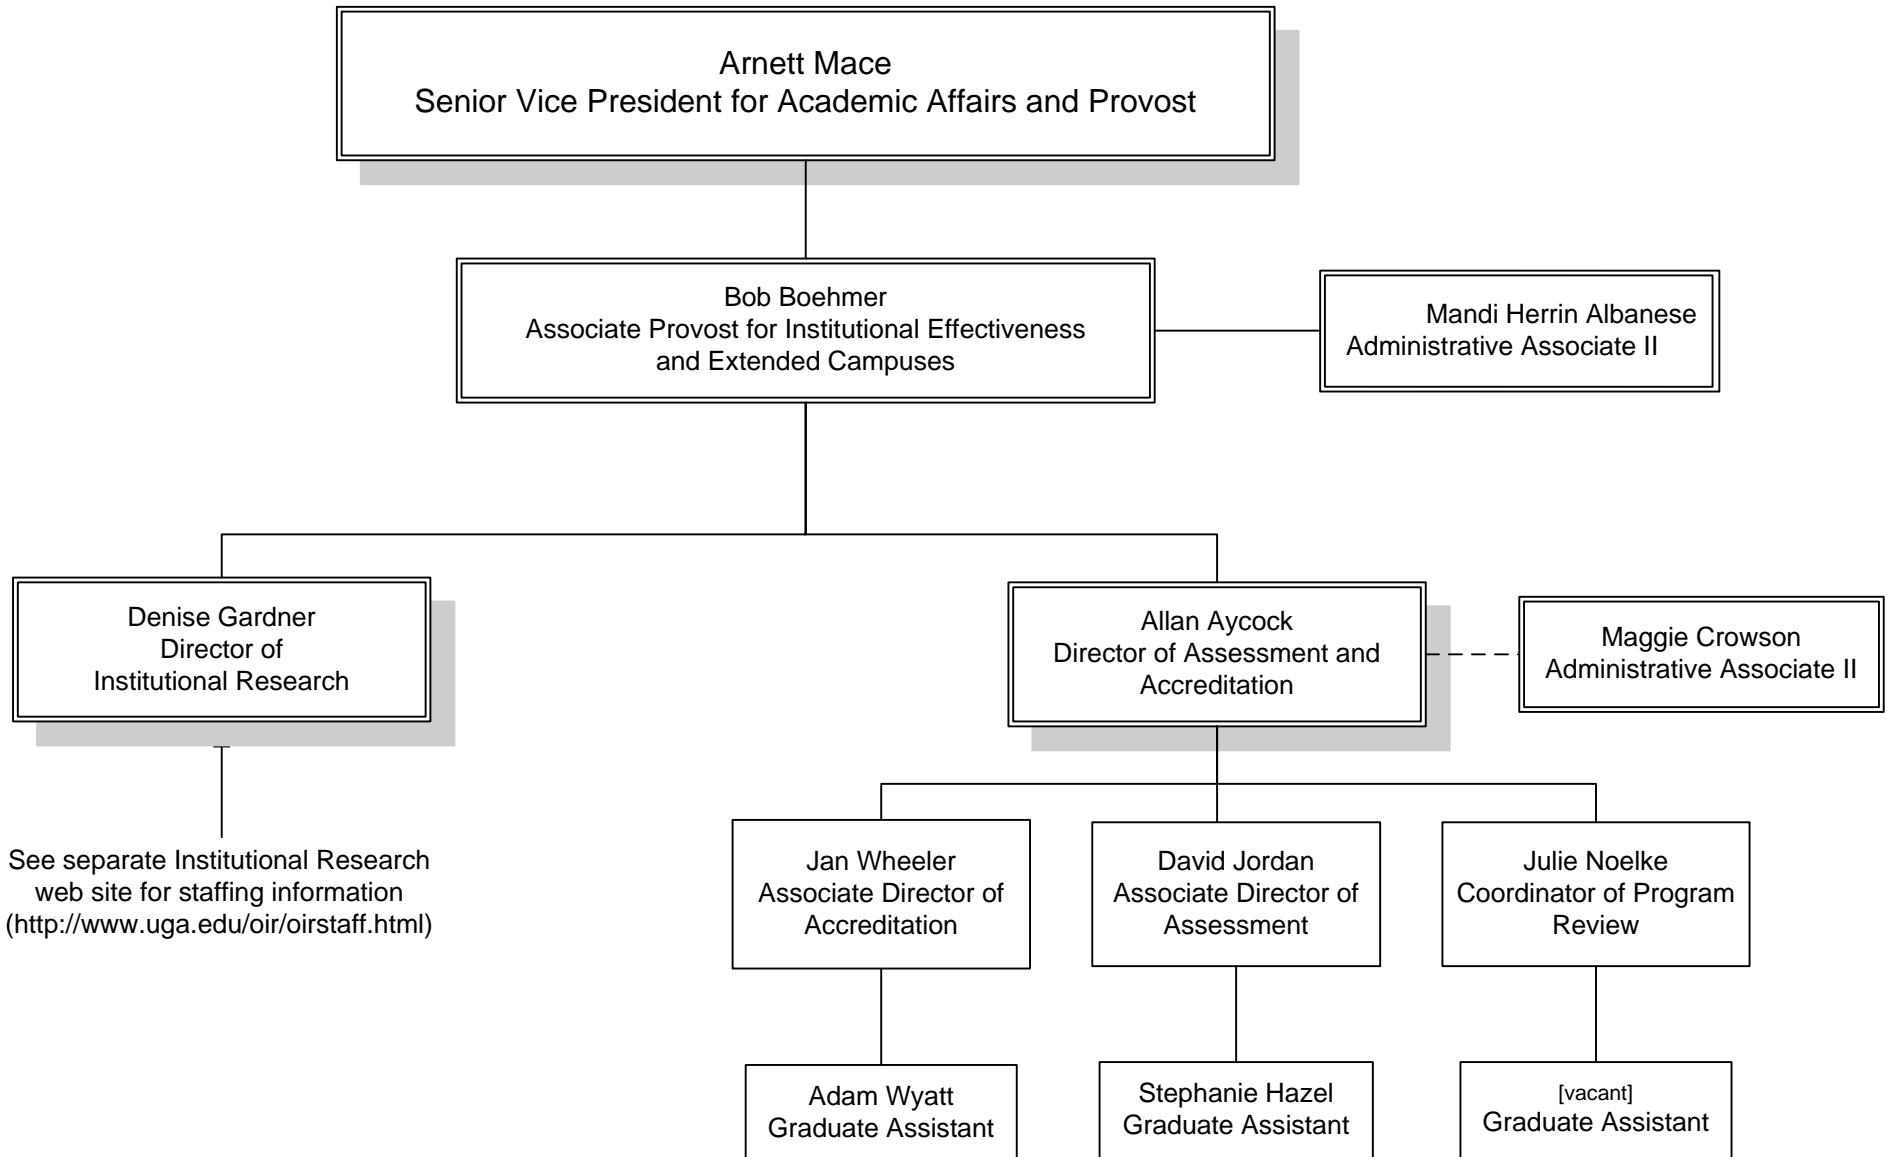 Arnett Mace
Senior Vice President for Academic Affairs and Provost
Bob Boehmer
Associate Provost for Institutional Effectiveness
and Extended Campuses
Mandi Herrin Albanese
Administrative Associate II
Denise Gardner
Director of
Institutional Research
Allan Aycock
Director of Assessment and
Accreditation
Maggie Crowson
Administrative Associate II
See separate Institutional Research
web site for staffing information
(http://www.uga.edu/oir/oirstaff.html)
Jan Wheeler
Associate Director of
Accreditation
David Jordan
Associate Director of
Assessment
Julie Noelke
Coordinator of Program
Review
Adam Wyatt
Graduate Assistant
Stephanie Hazel
Graduate Assistant
[vacant]
Graduate Assistant